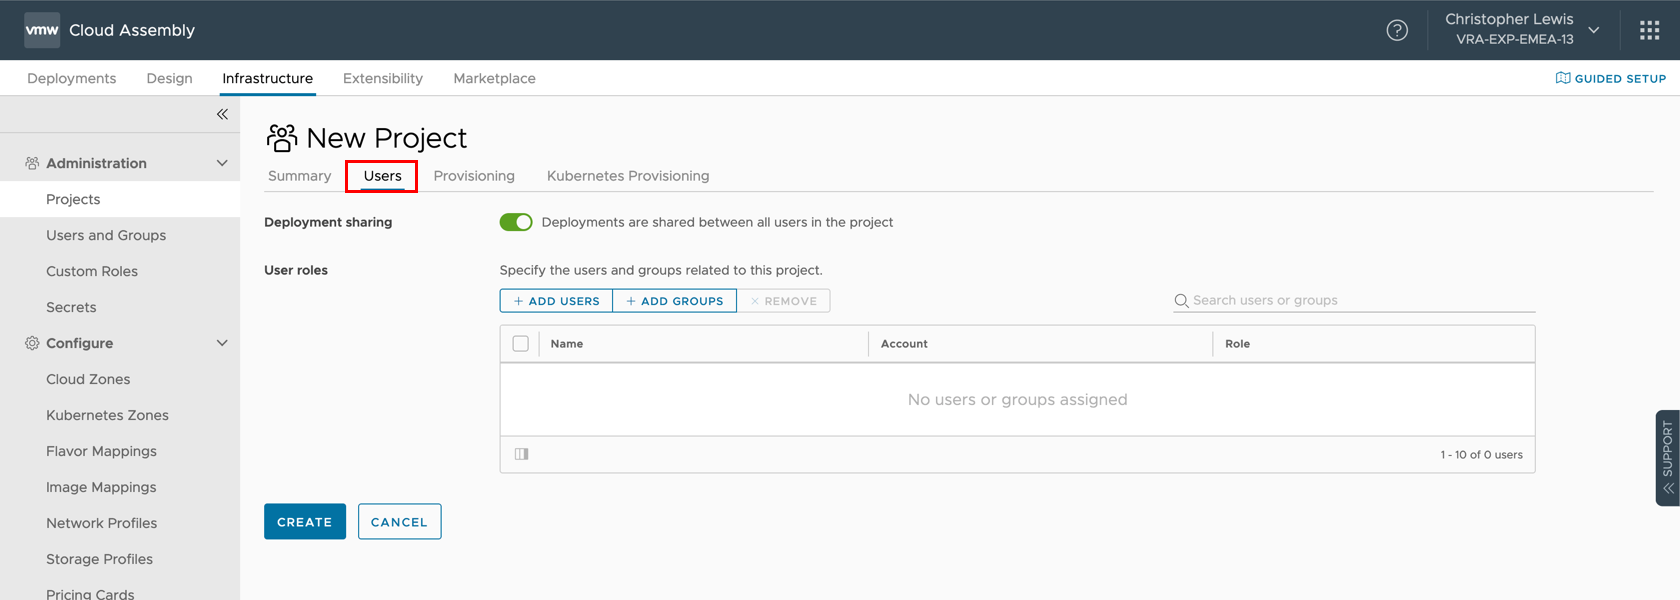 vmw Cloud Assembly
Christopher Lewis
VRA-EXP-EMEA-13
Deployments Design Infrastructure Extensibility Marketplace
GUIDED SETUP
Administration
Projects
Users and Groups
Custom Roles
Secrets
Configure
Cloud Zones
Kubernetes Zones
Flavor Mappings
Image Mappings
Network Profiles
Storage Profiles
Pricing Cards
New Project
Summary Users Provisioning Kubernetes Provisioning
Deployment sharing Deployments are shared between all users in the project
User roles Specify the users and groups related to this project.
+ ADD USERS + ADD GROUPS × REMOVE Search users or groups
Name Account Role
No users or groups assigned
1 - 10 of 0 users
CREATE CANCEL
SUPPORT